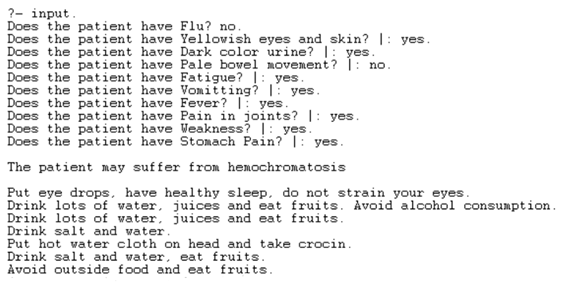 ?- input.
Does the patient have Flu? no.
Does the patient have Yellowish eyes and skin? |: yes.
Does the patient have Dark color urine? |: yes.
Does the patient have Pale bowel movement? |: no.
Does the patient have Fatigue? |: yes.
Does the patient have Vomitting? |: yes.
Does the patient have Fever? |: yes.
Does the patient have Pain in joints? |: yes.
Does the patient have Weakness? |: yes.
Does the patient have Stomach Pain? |: yes.
The patient may suffer from hemochromatosis
Put eye drops, have healthy sleep, do not strain your eyes.
Drink lots of water, juices and eat fruits. Avoid alcohol consumption.
Drink lots of water, juices and eat fruits.
Drink salt and water.
Put hot water cloth on head and take crocin.
Drink salt and water, eat fruits.
Avoid outside food and eat fruits.